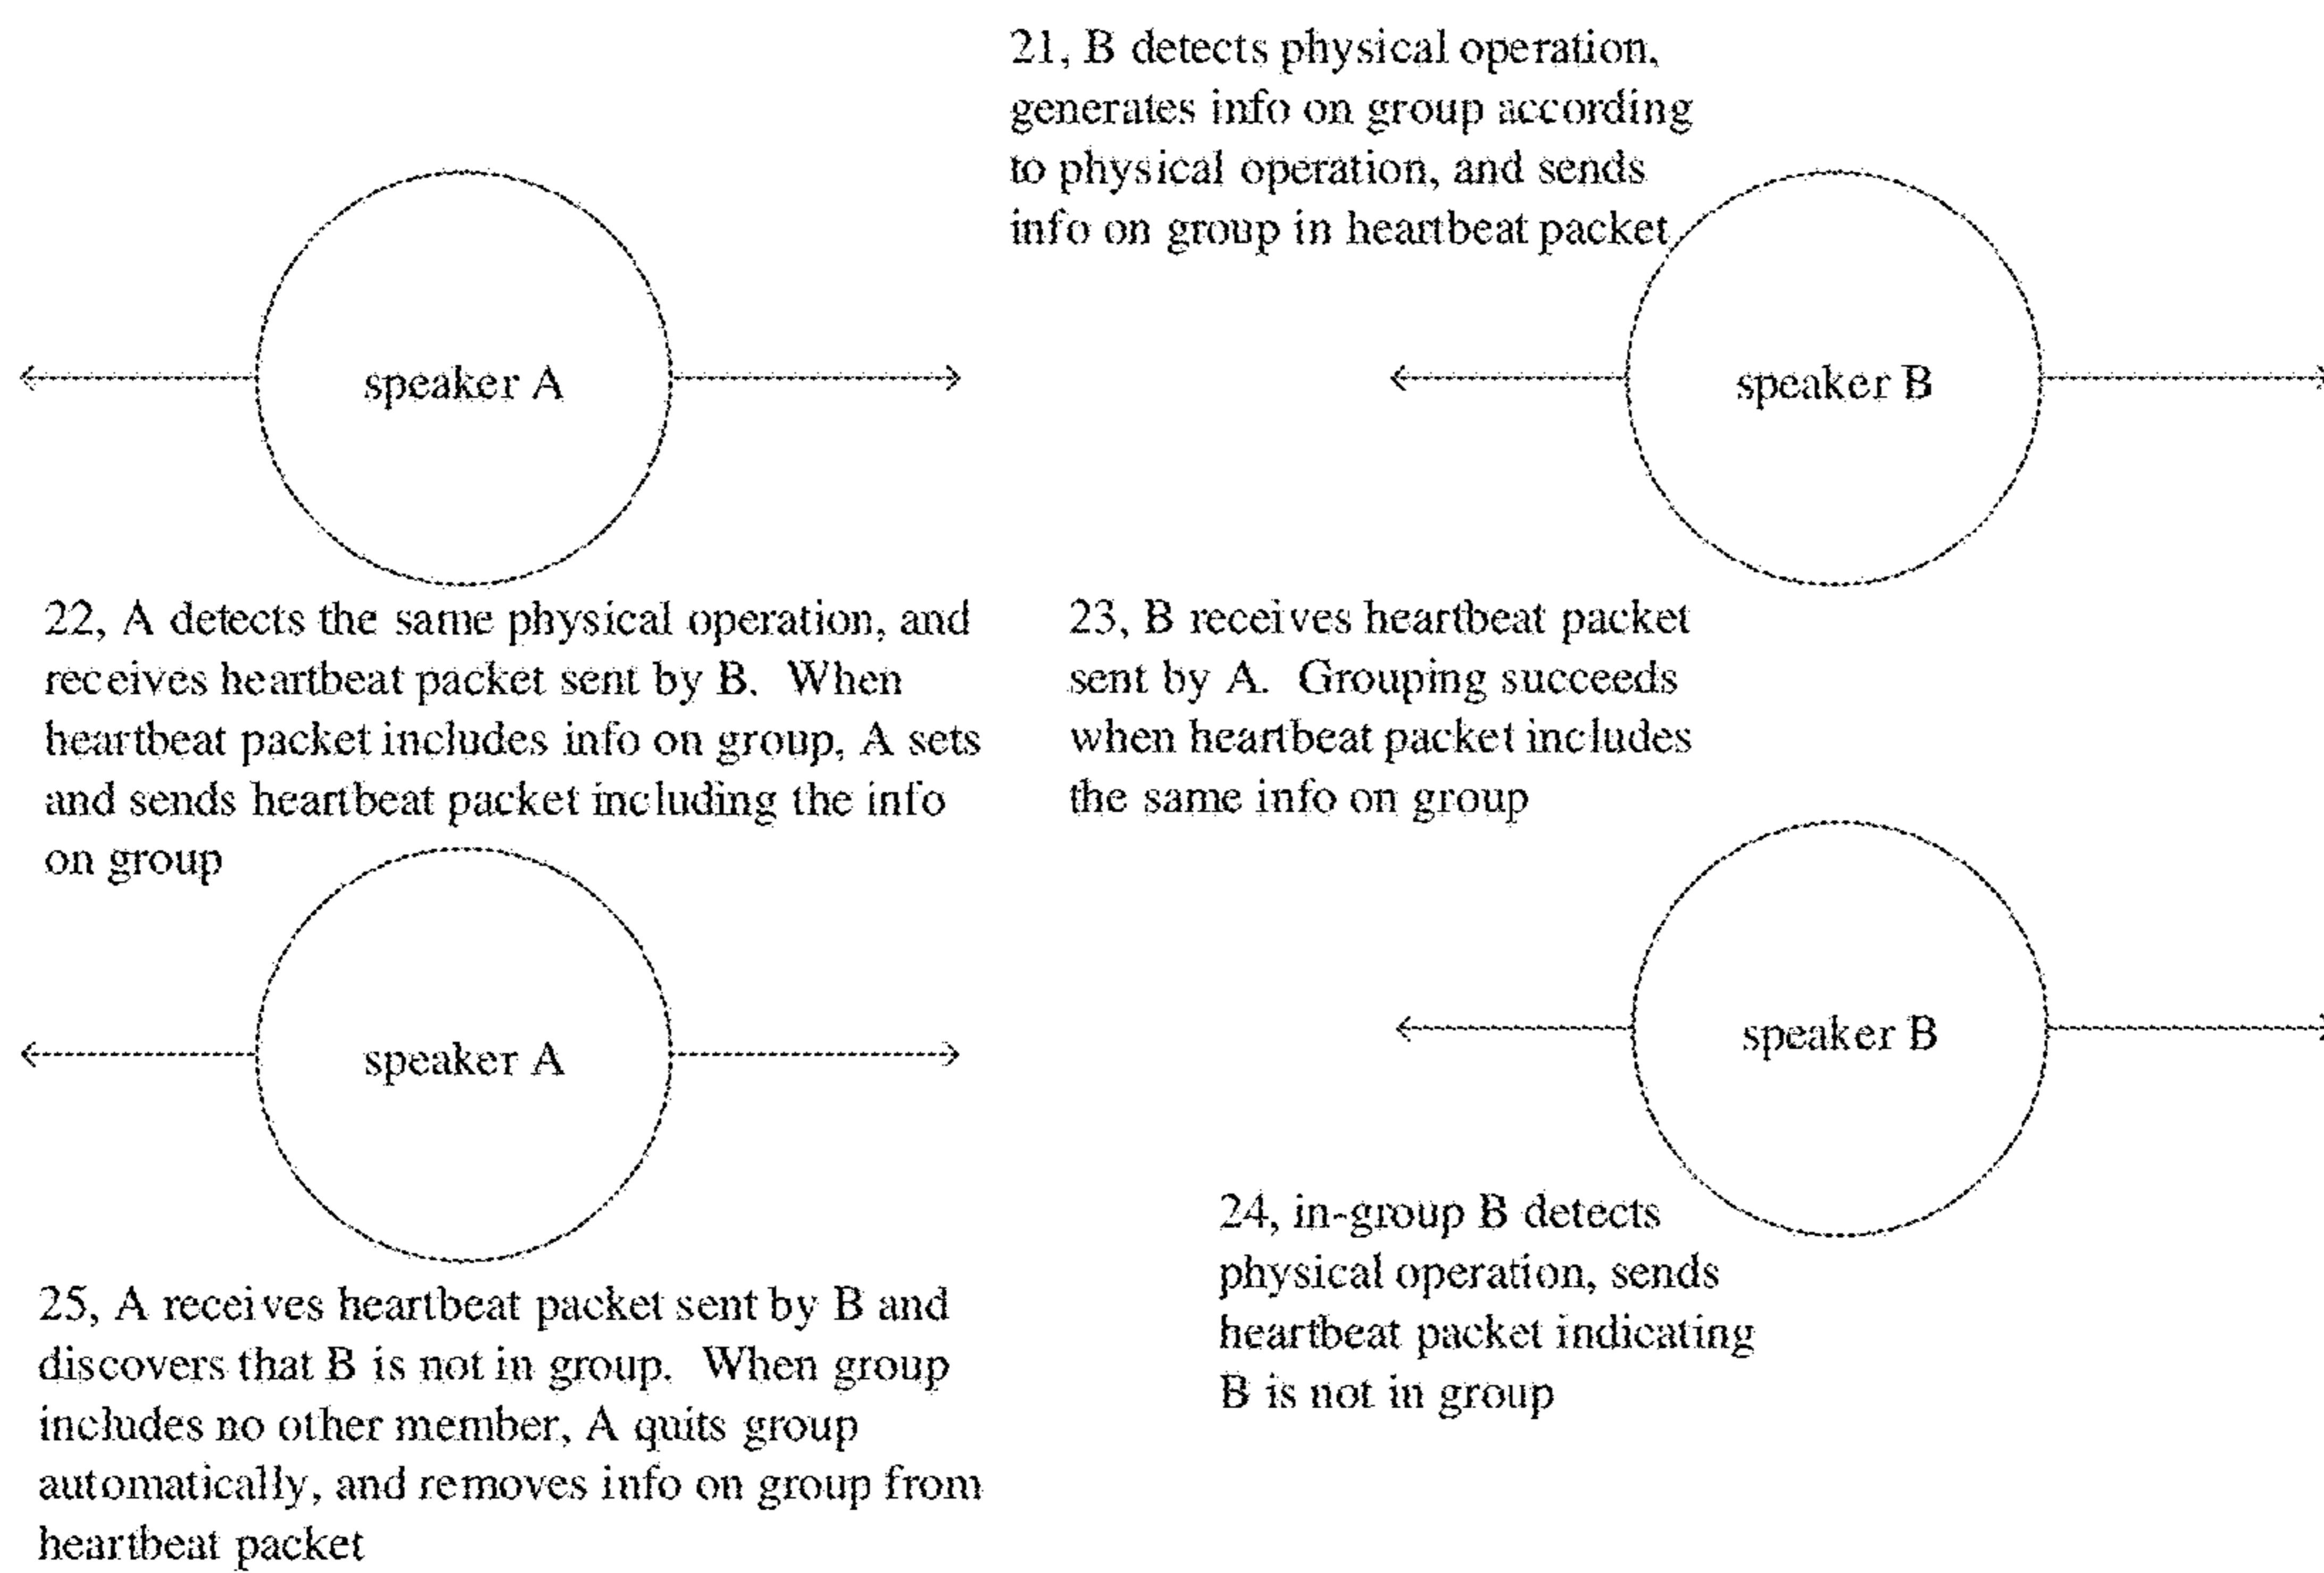 21, B detects physical operation,
generates info on group according
to physical operation, and sends
info on group in heartbeat packet
speaker A
speaker B
22, A detects the same physical operation, and
receives heartbeat packet sent by B. When
heartbeat packet includes info on group, A sets
and sends heartbeat packet including the info
on group
23, B receives heartbeat packet
sent by A. Grouping succeeds
when heartbeat packet includes
the same info on group
speaker A
speaker B
24, in-group B detects
physical operation, sends
heartbeat packet indicating
B is not in group
25, A receives heartbeat packet sent by B and
discovers that B is not in group. When group
includes no other member, A quits group
automatically, and removes info on group from
heartbeat packet